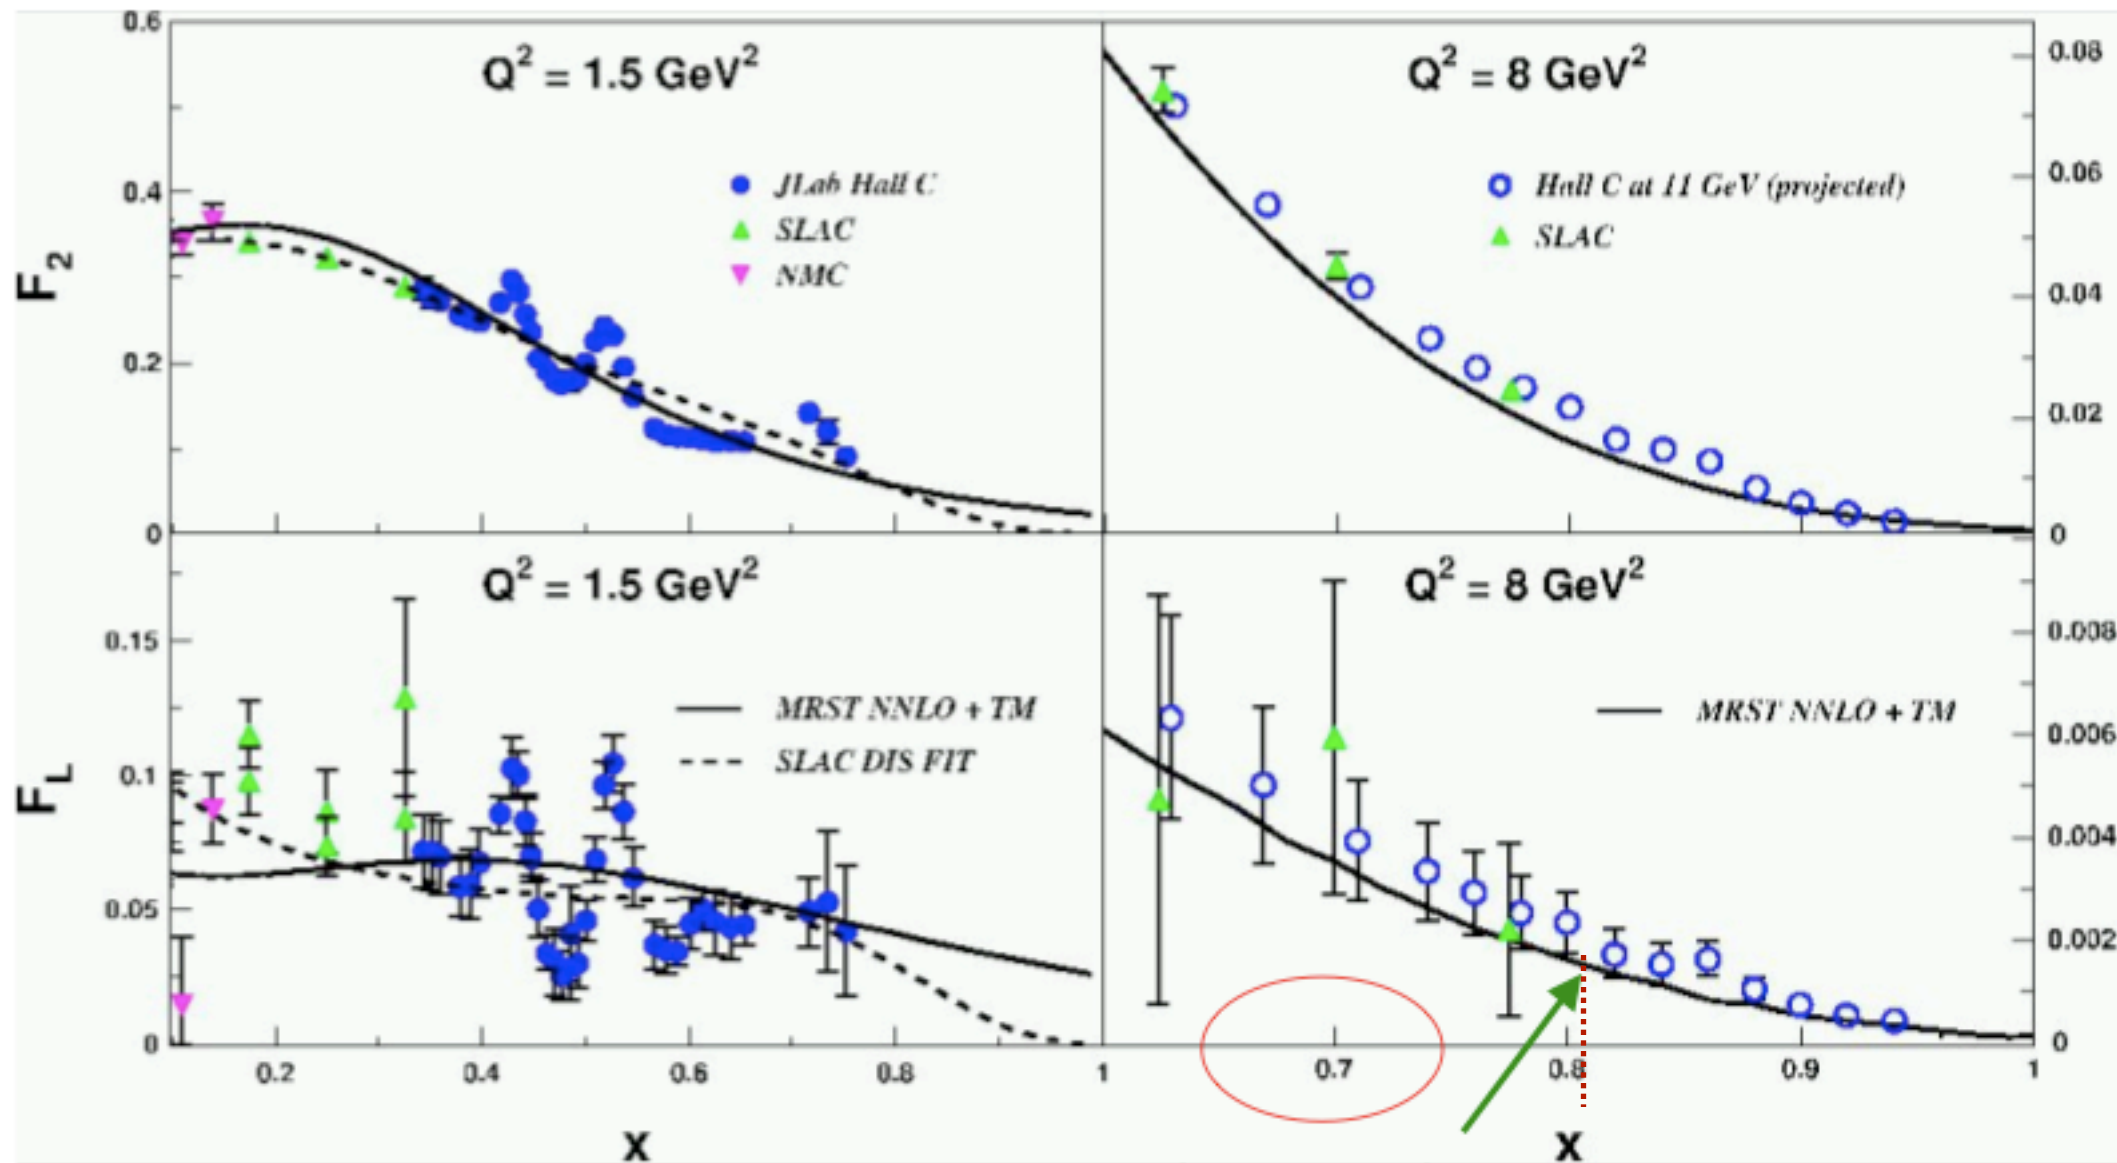 0.6
Q² = 1.5 GeV²
Q² = 8 GeV²
0.08
JLab Hall C
Hall C at 11 GeV (projected)
0.06
0.4
SLAC
SLAC
NMC
F₂
0.04
0.2
0.02
0
0
Q² = 1.5 GeV²
Q² = 8 GeV²
0.15
0.008
MRST NNLO + TM
MRST NNLO + TM
0.006
SLAC DIS FIT
0.1
F_L
0.004
0.05
0.002
0
0
0.2
0.4
0.6
0.8
1
0.7
0.8
0.9
1
x
x